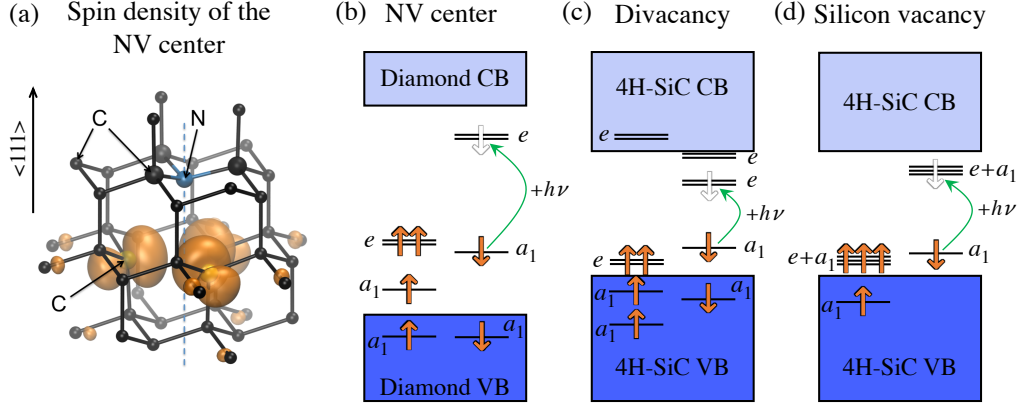 (a) Spin density of the
NV center
<111>
C
N
C
(b) NV center
Diamond CB
e
+hν
e
a1
a1
a1
a1
Diamond VB
(c) Divacancy
4H-SiC CB
e
e
e
+hν
a1
e
a1
a1
a1
4H-SiC VB
(d) Silicon vacancy
4H-SiC CB
e+a1
+hν
e+a1
a1
a1
4H-SiC VB